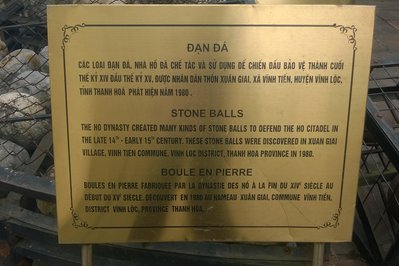 ĐẠN ĐÁ
CÁC LOẠI ĐẠN ĐÁ, NHÀ HỒ ĐÃ CHẾ TÁC VÀ SỬ DỤNG ĐỂ CHIẾN ĐẤU BẢO VỆ THÀNH CUỐI
THẾ KỶ XIV ĐẦU THẾ KỶ XV, ĐƯỢC NHÂN DÂN THÔN XUÂN GIAI, XÃ VĨNH TIẾN, HUYỆN VĨNH LỘC,
TỈNH THANH HOÁ PHÁT HIỆN NĂM 1980.
STONE BALLS
THE HO DYNASTY CREATED MANY KINDS OF STONE BALLS TO DEFEND THE HO CITADEL IN
THE LATE 14th - EARLY 15th CENTURY. THESE STONE BALLS WERE DISCOVERED IN XUAN GIAI
VILLAGE, VINH TIEN COMMUNE, VINH LOC DISTRICT, THANH HOA PROVINCE IN 1980.
BOULE EN PIERRE
BOULES EN PIERRE FABRIQUEES PAR LA DYNASTIE DES HỒ À LA FIN DU XIVe SIÈCLE AU
DÉBUT DU XVe SIÈCLE, DÉCOUVERT EN 1980 AU HAMEAU XUÂN GIAI, COMMUNE VĨNH TIẾN,
DISTRICT VĨNH LỘC, PROVINCE THANH HÓA.